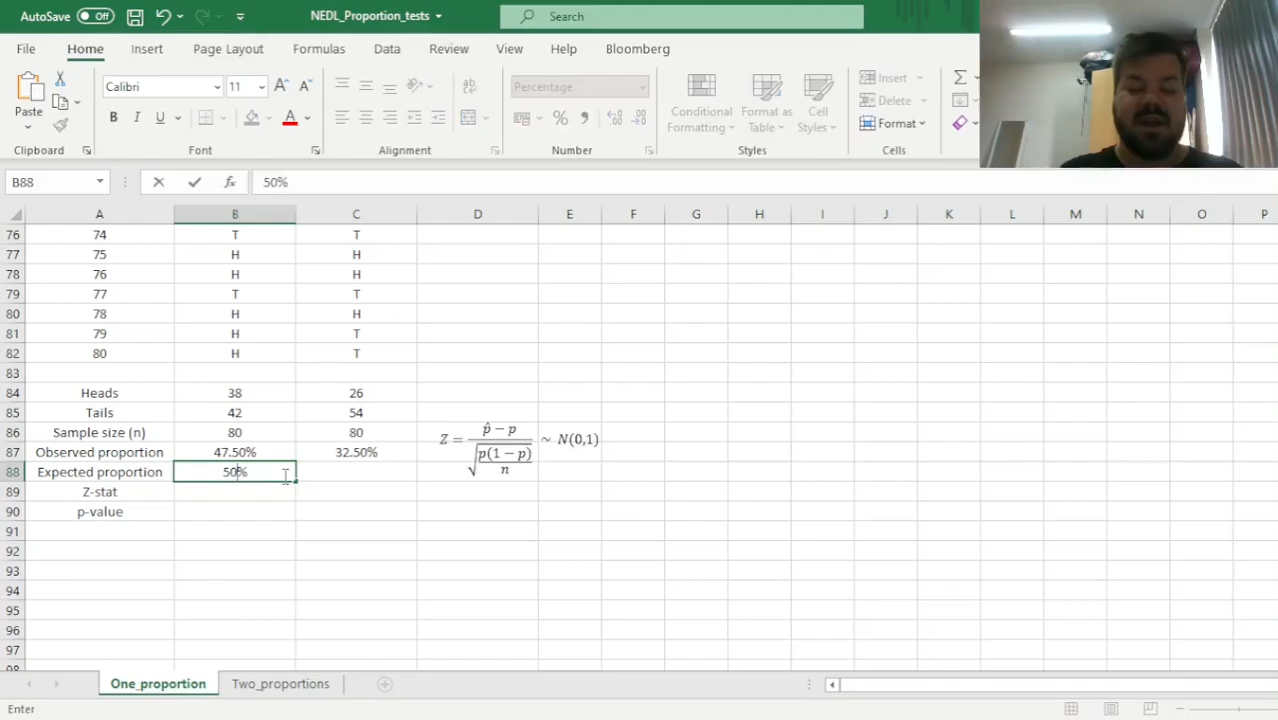 AutoSave Off NEDL_Proportion_tests Search
File Home Insert Page Layout Formulas Data Review View Help Bloomberg
Paste Calibri 11 A A B I U A ab Percentage % Conditional Formatting Format as Table Cell Styles Insert Delete Format
Clipboard Font Alignment Number Styles Cells
B88 fx 50%
A B C D E F G H I J K L M N O P
76 74 T T
77 75 H H
78 76 H H
79 77 T T
80 78 H H
81 79 H T
82 80 H T
83
84 Heads 38 26
85 Tails 42 54
86 Sample size (n) 80 80
87 Observed proportion 47.50% 32.50%
Z = p̂ − p / √(p(1 − p) / n) ~ N(0,1)
88 Expected proportion 50%
89 Z-stat
90 p-value
91
92
93
94
95
96
97
98
One_proportion Two_proportions
Enter